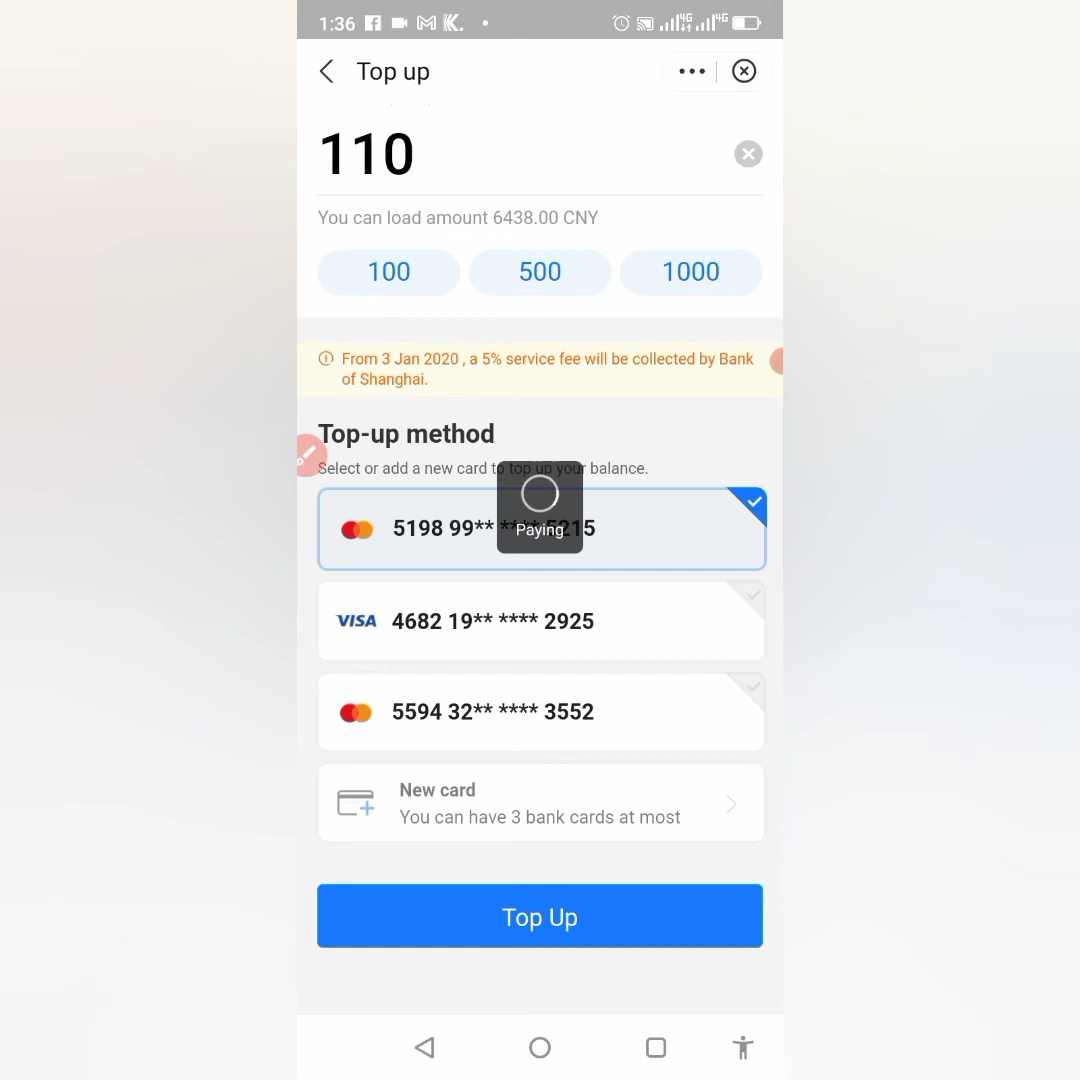 1:36
4G 4G
Top up
110
You can load amount 6438.00 CNY
100 500 1000
From 3 Jan 2020 , a 5% service fee will be collected by Bank
of Shanghai.
Top-up method
Select or add a new card to top up your balance.
5198 99** **** 5215
Paying
VISA 4682 19** **** 2925
5594 32** **** 3552
New card
You can have 3 bank cards at most
Top Up